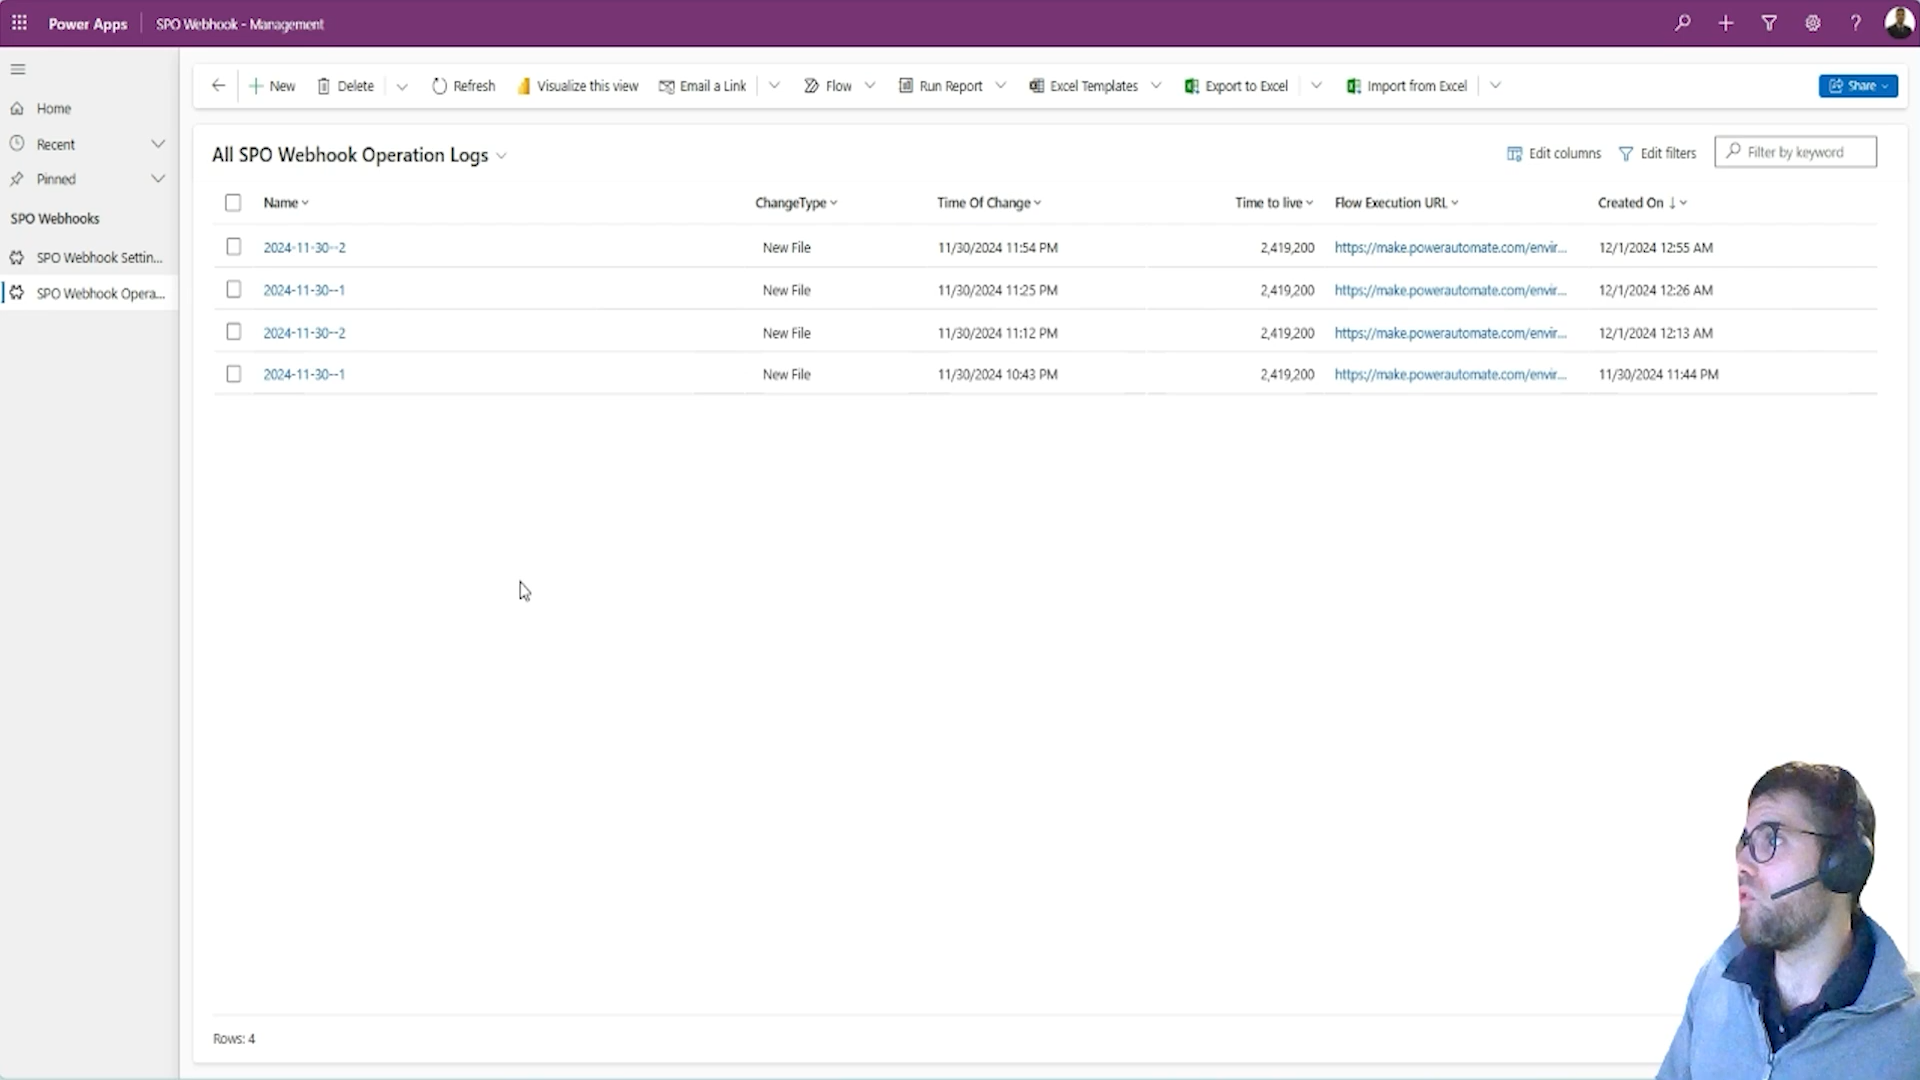 Power Apps SPO Webhook - Management
New Delete Refresh Visualize this view Email a Link Flow Run Report Excel Templates Export to Excel Import from Excel Share
Home
Recent
Pinned
SPO Webhooks
SPO Webhook Settin...
SPO Webhook Opera...
All SPO Webhook Operation Logs Edit columns Edit filters Filter by keyword
Name ChangeType Time Of Change Time to live Flow Execution URL Created On
2024-11-30--2 New File 11/30/2024 11:54 PM 2,419,200 https://make.powerautomate.com/envir... 12/1/2024 12:55 AM
2024-11-30--1 New File 11/30/2024 11:25 PM 2,419,200 https://make.powerautomate.com/envir... 12/1/2024 12:26 AM
2024-11-30--2 New File 11/30/2024 11:12 PM 2,419,200 https://make.powerautomate.com/envir... 12/1/2024 12:13 AM
2024-11-30--1 New File 11/30/2024 10:43 PM 2,419,200 https://make.powerautomate.com/envir... 11/30/2024 11:44 PM
Rows: 4